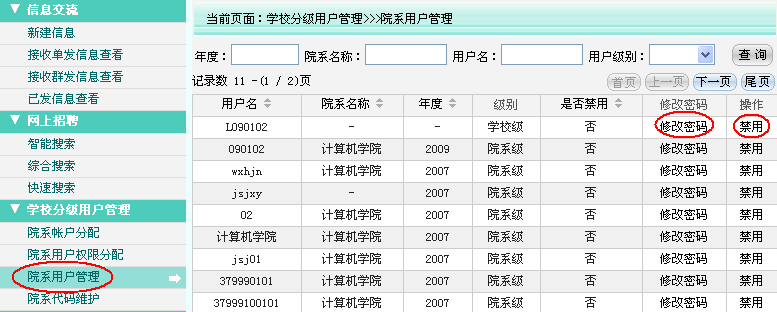 信息交流
新建信息
接收单发信息查看
接收群发信息查看
已发信息查看
网上招聘
智能搜索
综合搜索
快速搜索
学校分级用户管理
院系帐户分配
院系用户权限分配
院系用户管理
院系代码维护
当前页面：学校分级用户管理>>>院系用户管理
年度： 院系名称： 用户名： 用户级别： 查 询
记录数 11 -(1 / 2)页 首页 上一页 下一页 尾页
用户名 院系名称 年度 级别 是否禁用 修改密码 操作
L090102 - - 学校级 否 修改密码 禁用
090102 计算机学院 2009 院系级 否 修改密码 禁用
wxhjn 计算机学院 2007 院系级 否 修改密码 禁用
jsjxy - 2007 院系级 否 修改密码 禁用
02 计算机学院 2007 院系级 否 修改密码 禁用
计算机学院 计算机学院 2007 院系级 否 修改密码 禁用
jsj01 计算机学院 2007 院系级 否 修改密码 禁用
379990101 计算机学院 2007 院系级 否 修改密码 禁用
37999100101 计算机学院 2007 院系级 否 修改密码 禁用